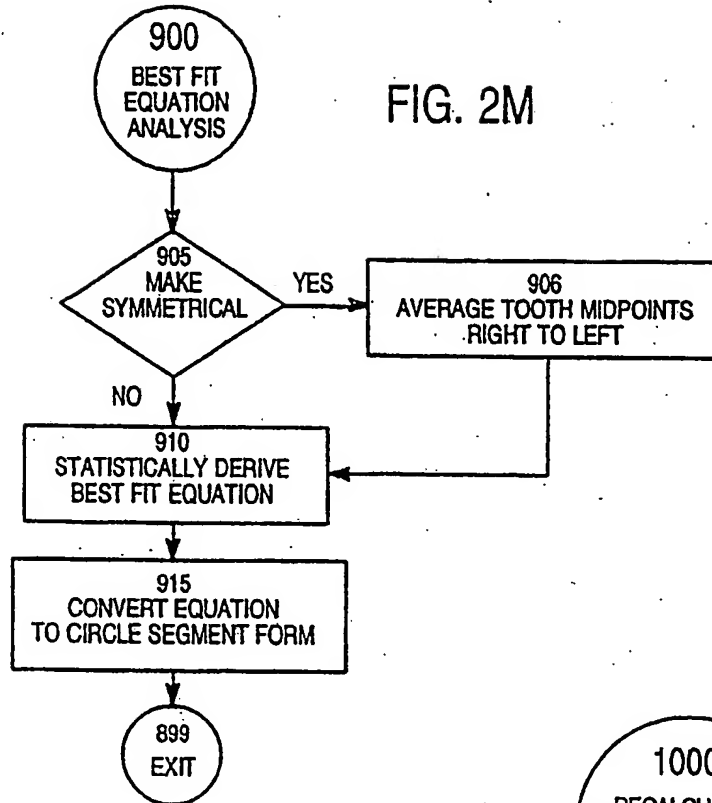 900
BEST FIT
EQUATION
ANALYSIS
FIG. 2M
905
MAKE
SYMMETRICAL
YES
906
AVERAGE TOOTH MIDPOINTS
RIGHT TO LEFT
NO
910
STATISTICALLY DERIVE
BEST FIT EQUATION
915
CONVERT EQUATION
TO CIRCLE SEGMENT FORM
899
EXIT
1000